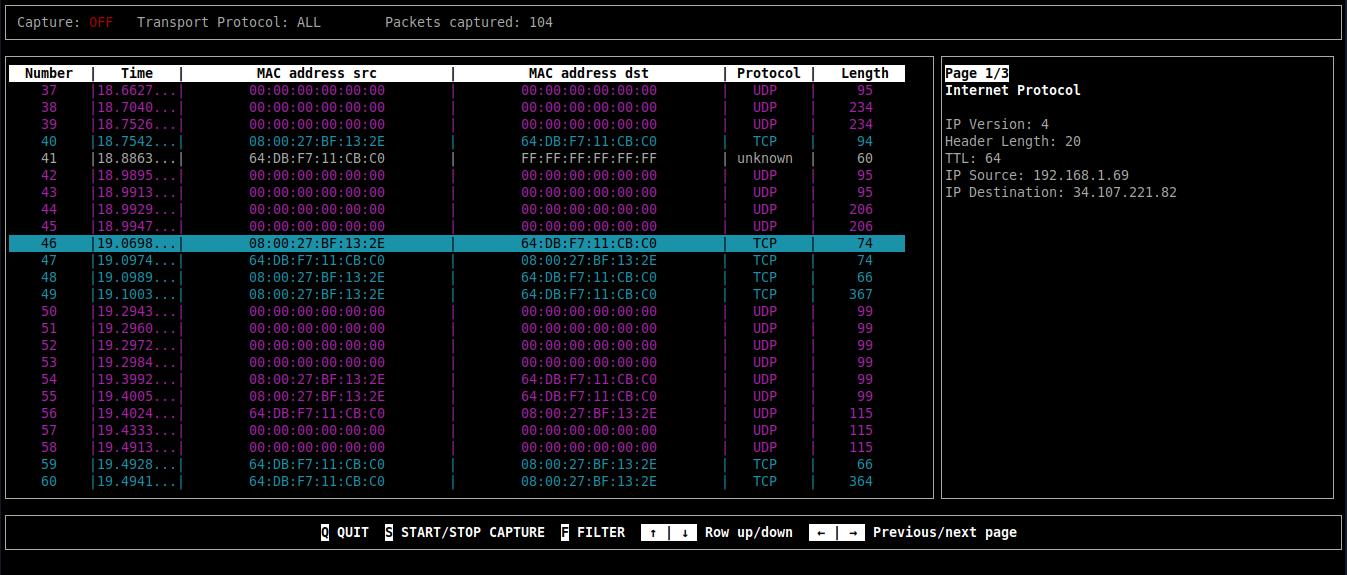 Capture: OFF Transport Protocol: ALL Packets captured: 104
Number | Time | MAC address src | MAC address dst | Protocol | Length
37 |18.6627...| 00:00:00:00:00:00 | 00:00:00:00:00:00 | UDP | 95
38 |18.7040...| 00:00:00:00:00:00 | 00:00:00:00:00:00 | UDP | 234
39 |18.7526...| 00:00:00:00:00:00 | 00:00:00:00:00:00 | UDP | 234
40 |18.7542...| 08:00:27:BF:13:2E | 64:DB:F7:11:CB:C0 | TCP | 94
41 |18.8863...| 64:DB:F7:11:CB:C0 | FF:FF:FF:FF:FF:FF | unknown | 60
42 |18.9895...| 00:00:00:00:00:00 | 00:00:00:00:00:00 | UDP | 95
43 |18.9913...| 00:00:00:00:00:00 | 00:00:00:00:00:00 | UDP | 95
44 |18.9929...| 00:00:00:00:00:00 | 00:00:00:00:00:00 | UDP | 206
45 |18.9947...| 00:00:00:00:00:00 | 00:00:00:00:00:00 | UDP | 206
46 |19.0698...| 08:00:27:BF:13:2E | 64:DB:F7:11:CB:C0 | TCP | 74
47 |19.0974...| 64:DB:F7:11:CB:C0 | 08:00:27:BF:13:2E | TCP | 74
48 |19.0989...| 08:00:27:BF:13:2E | 64:DB:F7:11:CB:C0 | TCP | 66
49 |19.1003...| 08:00:27:BF:13:2E | 64:DB:F7:11:CB:C0 | TCP | 367
50 |19.2943...| 00:00:00:00:00:00 | 00:00:00:00:00:00 | UDP | 99
51 |19.2960...| 00:00:00:00:00:00 | 00:00:00:00:00:00 | UDP | 99
52 |19.2972...| 00:00:00:00:00:00 | 00:00:00:00:00:00 | UDP | 99
53 |19.2984...| 00:00:00:00:00:00 | 00:00:00:00:00:00 | UDP | 99
54 |19.3992...| 08:00:27:BF:13:2E | 64:DB:F7:11:CB:C0 | UDP | 99
55 |19.4005...| 08:00:27:BF:13:2E | 64:DB:F7:11:CB:C0 | UDP | 99
56 |19.4024...| 64:DB:F7:11:CB:C0 | 08:00:27:BF:13:2E | UDP | 115
57 |19.4333...| 00:00:00:00:00:00 | 00:00:00:00:00:00 | UDP | 115
58 |19.4913...| 00:00:00:00:00:00 | 00:00:00:00:00:00 | UDP | 115
59 |19.4928...| 64:DB:F7:11:CB:C0 | 08:00:27:BF:13:2E | TCP | 66
60 |19.4941...| 64:DB:F7:11:CB:C0 | 08:00:27:BF:13:2E | TCP | 364
Page 1/3
Internet Protocol
IP Version: 4
Header Length: 20
TTL: 64
IP Source: 192.168.1.69
IP Destination: 34.107.221.82
Q QUIT S START/STOP CAPTURE F FILTER ↑ | ↓ Row up/down ← | → Previous/next page